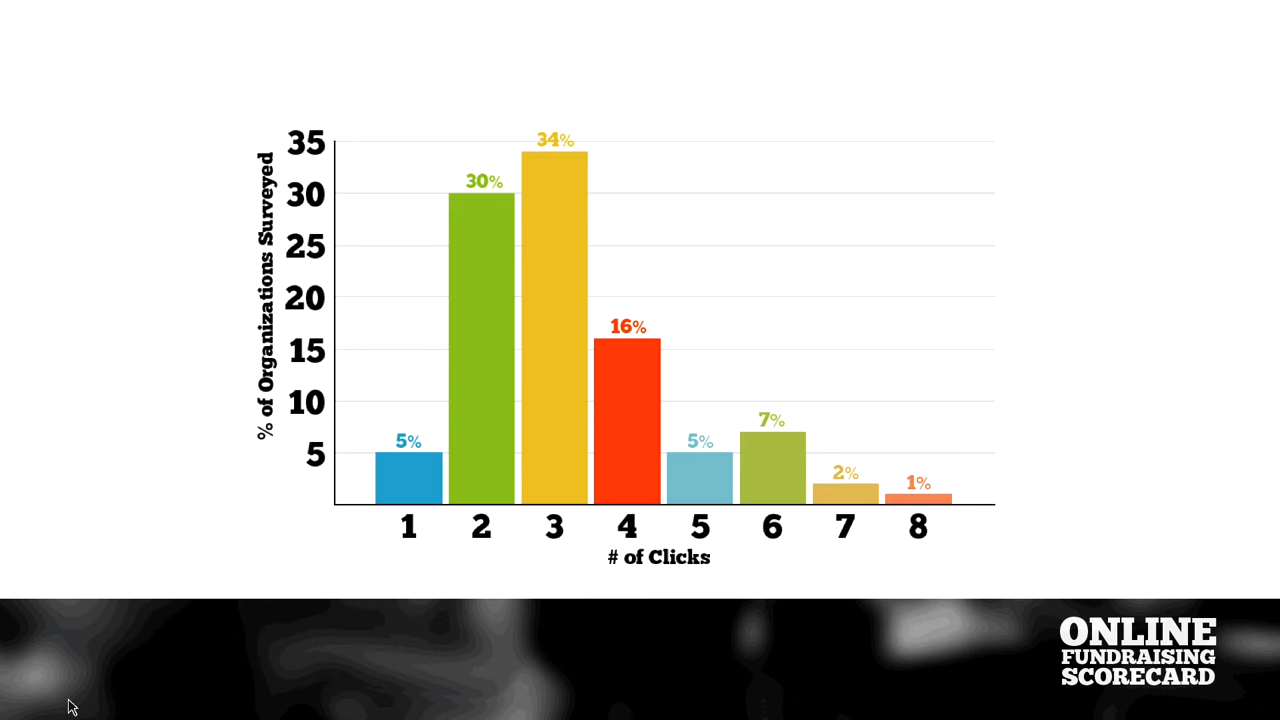 % of Organizations Surveyed
35
30
25
20
15
10
5
5%
30%
34%
16%
5%
7%
2%
1%
1 2 3 4 5 6 7 8
# of Clicks
ONLINE
FUNDRAISING
SCORECARD